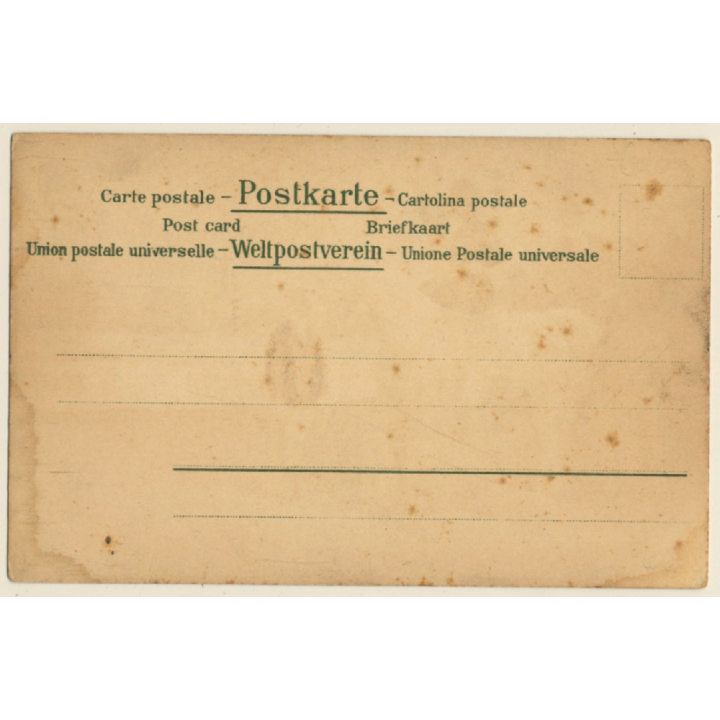 Carte postale – Postkarte – Cartolina postale
Post card Briefkaart
Union postale universelle – Weltpostverein – Unione Postale universale